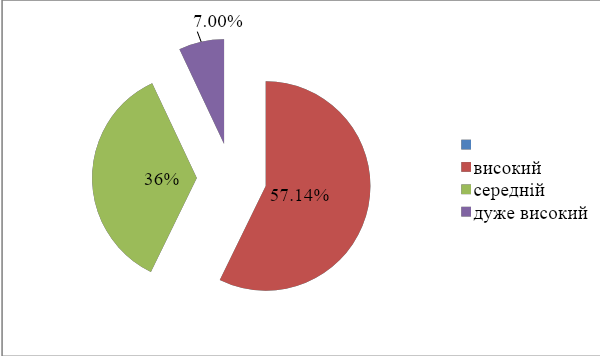 7.00%
36%
57.14%
високий
середній
дуже високий